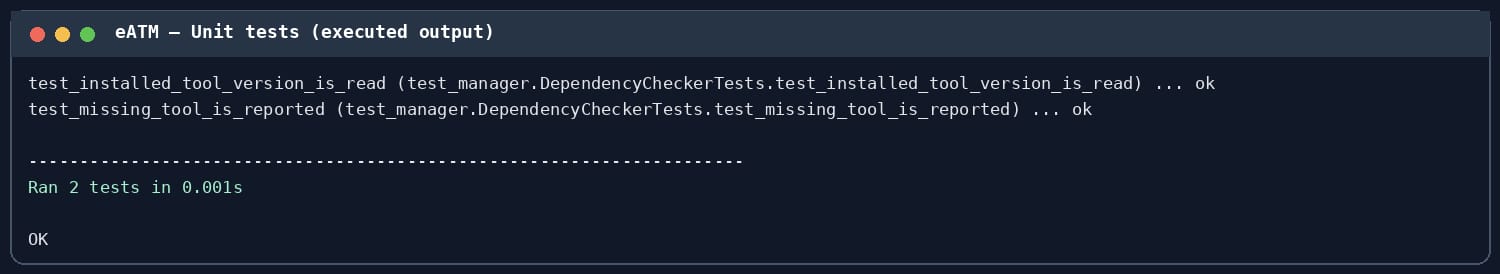 eATM — Unit tests (executed output)
test_installed_tool_version_is_read (test_manager.DependencyCheckerTests.test_installed_tool_version_is_read) ... ok
test_missing_tool_is_reported (test_manager.DependencyCheckerTests.test_missing_tool_is_reported) ... ok
----------------------------------------------------------------------
Ran 2 tests in 0.001s
OK